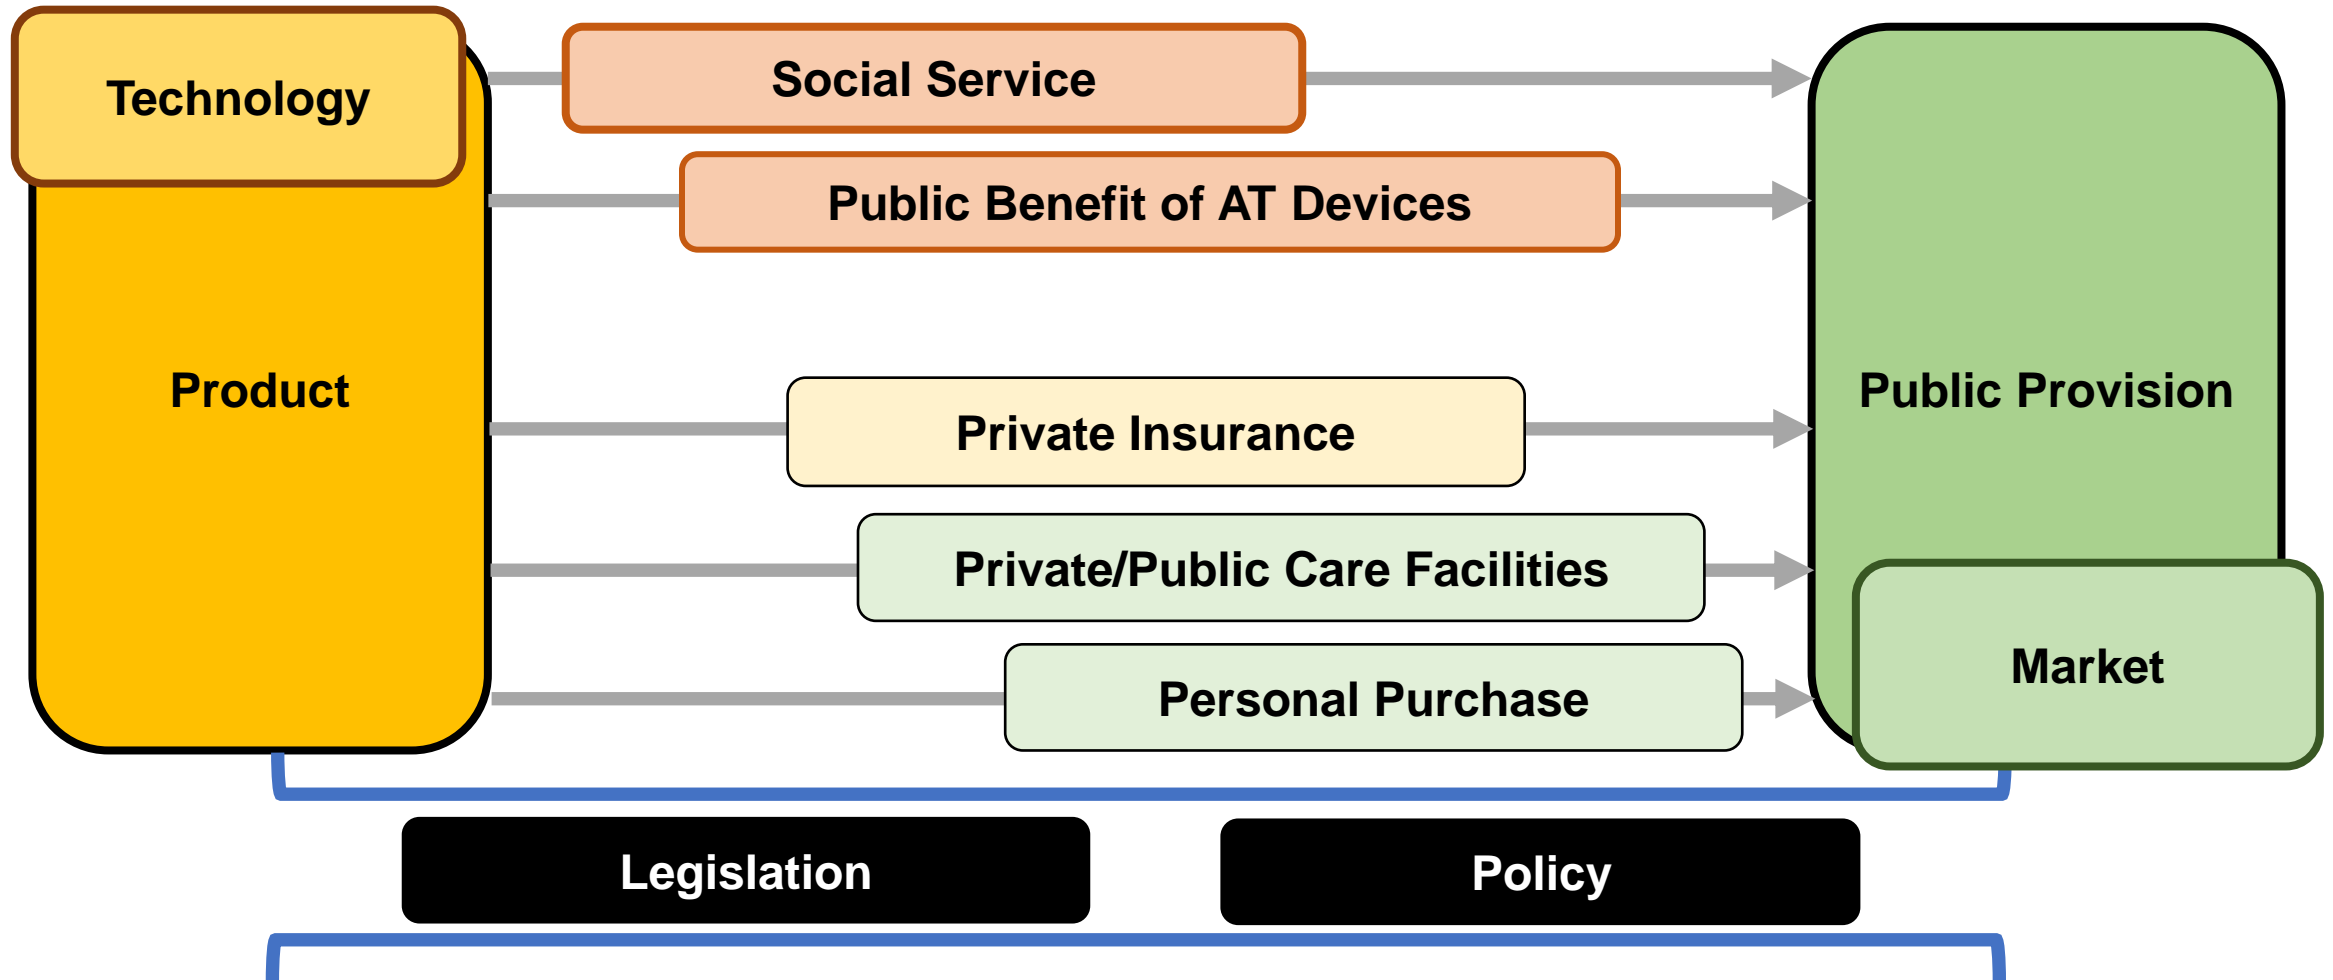 Technology
Social Service
Public Benefit of AT Devices
Product
Private Insurance
Public Provision
Private/Public Care Facilities
Personal Purchase
Market
Legislation
Policy